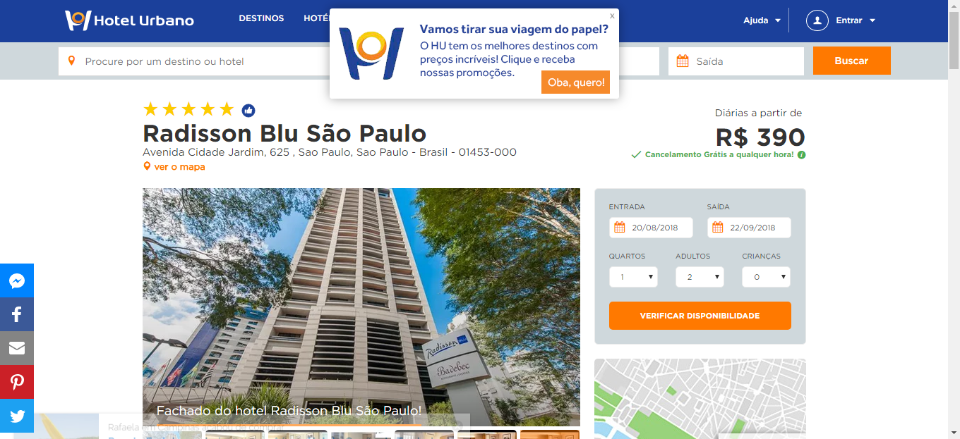 Hotel Urbano
DESTINOS
Ajuda
Entrar
x
Vamos tirar sua viagem do papel?
O HU tem os melhores destinos com
preços incríveis! Clique e receba
nossas promoções.
Oba, quero!
Procure por um destino ou hotel
Saída
Buscar
Radisson Blu São Paulo
Avenida Cidade Jardim, 625 , Sao Paulo, Sao Paulo - Brasil - 01453-000
ver o mapa
Diárias a partir de
R$ 390
Cancelamento Grátis a qualquer hora!
ENTRADA
SAÍDA
20/08/2018
22/09/2018
QUARTOS
ADULTOS
CRIANÇAS
1
2
0
VERIFICAR DISPONIBILIDADE
Radisson
Badebec
Fachado do hotel Radisson Blu São Paulo!